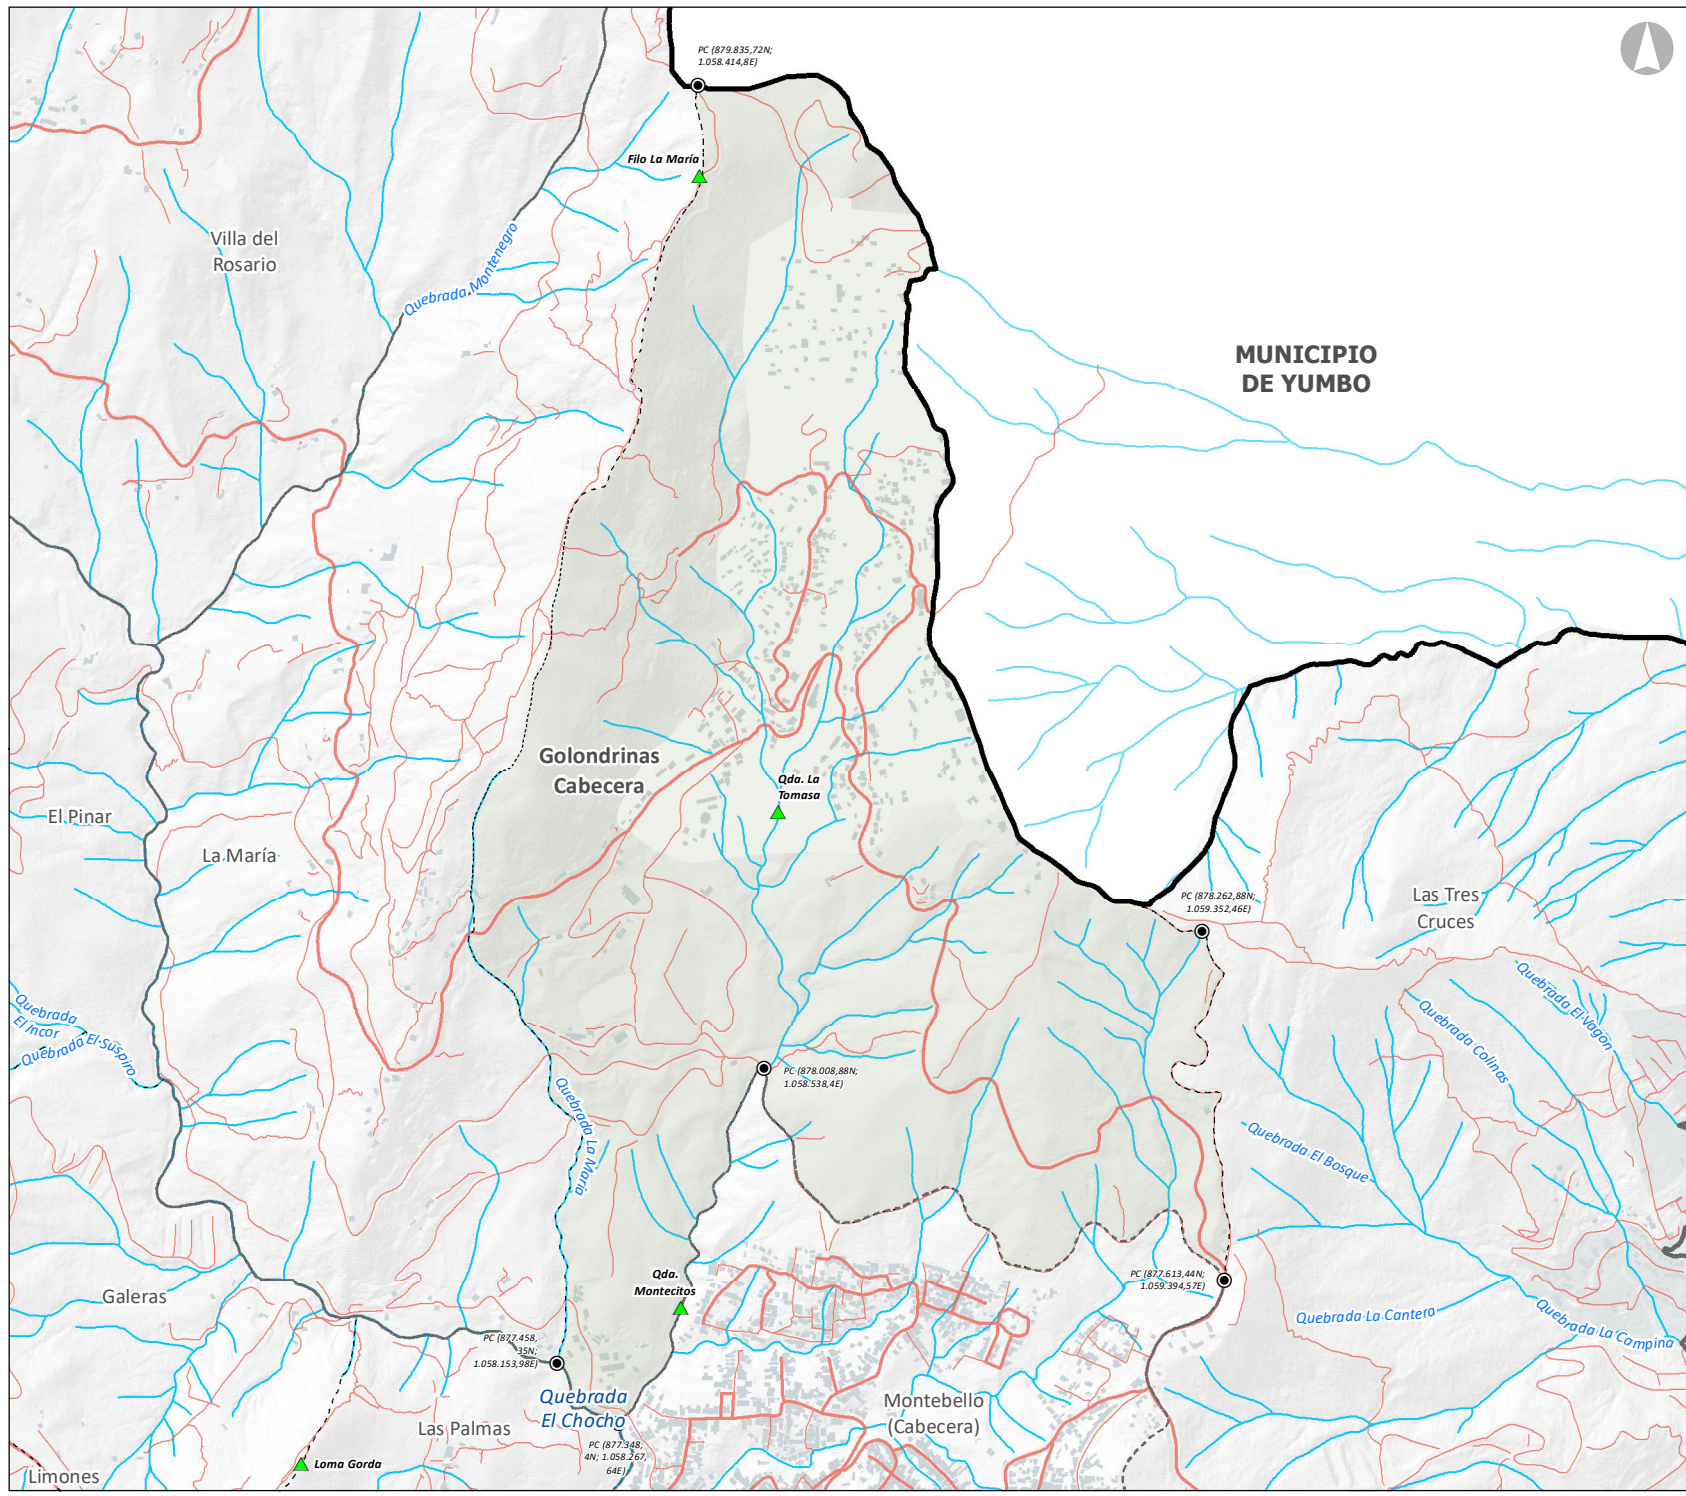 PC (879.835,72N;
1.058.414,8E)
Filo La María
Villa del
Rosario
Quebrada Montenegro
MUNICIPIO
DE YUMBO
Golondrinas
Cabecera
Qda. La
Tomasa
El Pinar
La María
PC (878.262,88N;
1.059.352,46E)
Las Tres
Cruces
Quebrada
El Incor
Quebrada El Suspiro
Quebrada El Vagón
Quebrada Colinas
PC (878.008,88N;
1.058.538,4E)
Quebrada La María
Quebrada El Bosque
Qda.
Montecitos
PC (877.613,44N;
1.059.394,57E)
Galeras
Quebrada La Cantera
Quebrada La Campina
PC (877.458,
35N;
1.058.153,98E)
Quebrada
El Chocho
Montebello
(Cabecera)
Las Palmas
PC (877.348,
4N; 1.058.267,
64E)
Loma Gorda
Limones